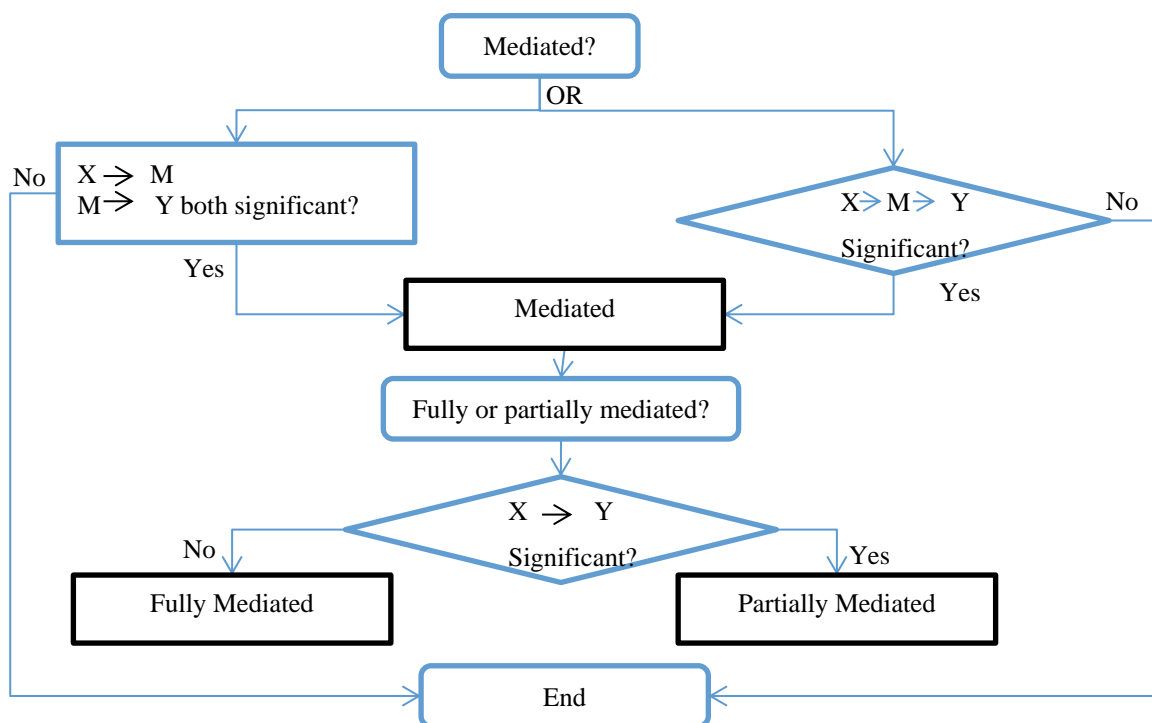 Mediated?
OR
No
X → M
M → Y both significant?
X → M → Y
Significant?
No
Yes
Yes
Mediated
Fully or partially mediated?
X → Y
Significant?
No
Yes
Fully Mediated
Partially Mediated
End